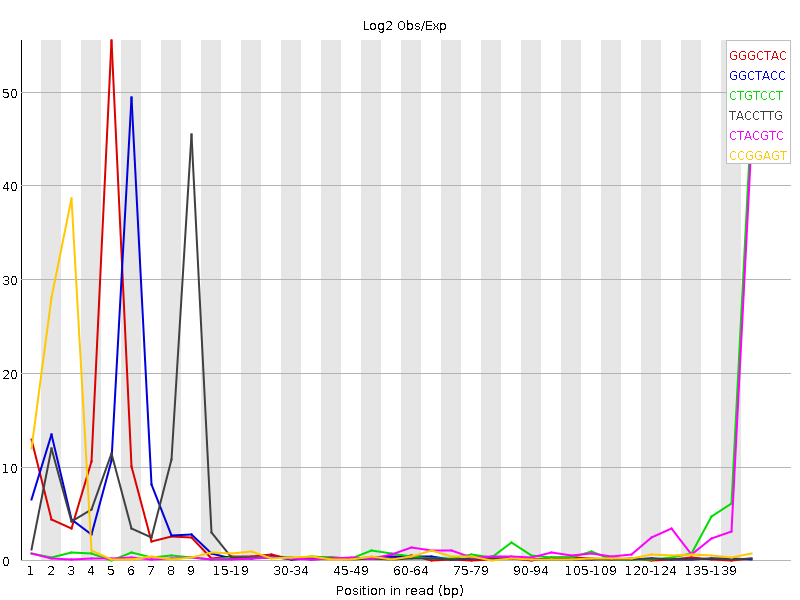 Log2 Obs/Exp
GGGCTAC
GGCTACC
CTGTCCT
TACCTTG
CTACGTC
CCGGAGT
50
40
30
20
10
0
1 2 3 4 5 6 7 8 9 15-19 30-34 45-49 60-64 75-79 90-94 105-109 120-124 135-139
Position in read (bp)